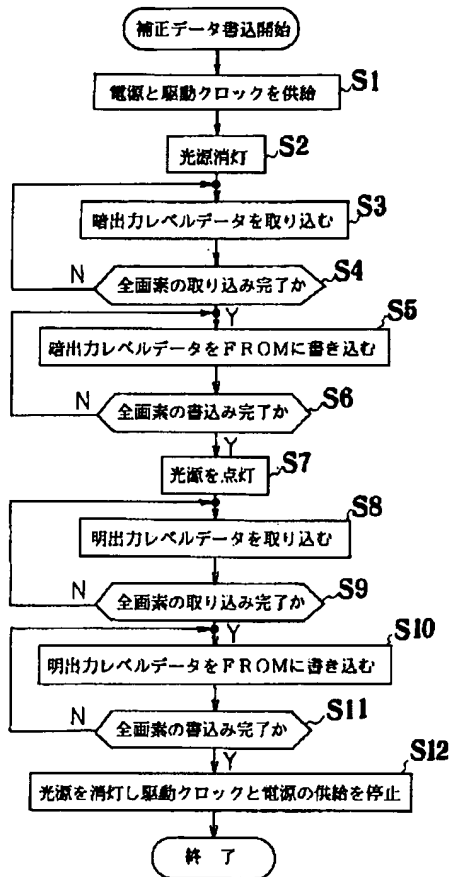 補正データ書込開始
電源と駆動クロックを供給
S1
光源消灯
S2
暗出力レベルデータを取り込む
S3
N
全画素の取り込み完了か
S4
Y
暗出力レベルデータをFROMに書き込む
S5
N
全画素の書込み完了か
S6
Y
光源を点灯
S7
明出力レベルデータを取り込む
S8
N
全画素の取り込み完了か
S9
Y
明出力レベルデータをFROMに書き込む
S10
N
全画素の書込み完了か
S11
Y
光源を消灯し駆動クロックと電源の供給を停止
S12
終 了